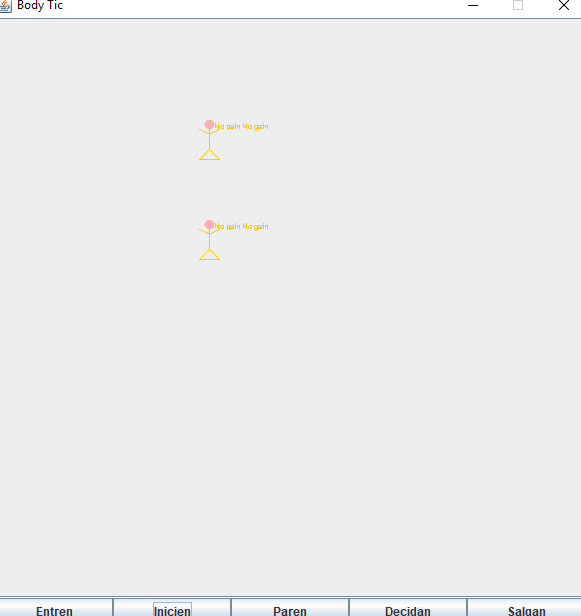 Body Tic
No pain No gain
No pain No gain
Entren Inicien Paren Decidan Salgan